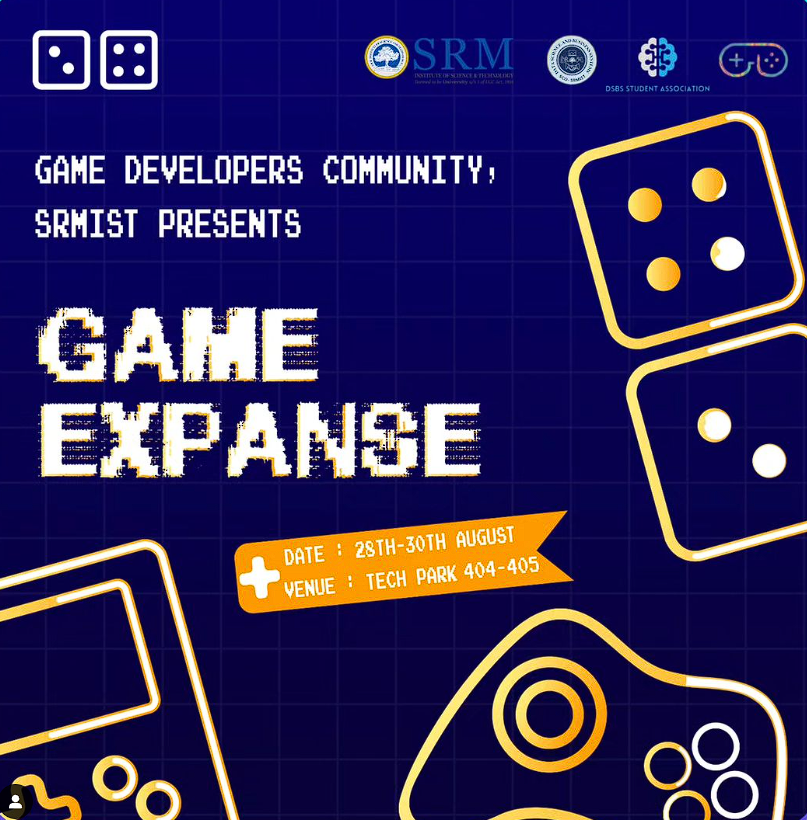 SRM
INSTITUTE OF SCIENCE & TECHNOLOGY
DSBS STUDENT ASSOCIATION
GAME DEVELOPERS COMMUNITY,
SRMIST PRESENTS
GAME
EXPANSE
DATE : 28TH-30TH AUGUST
VENUE : TECH PARK 404-405